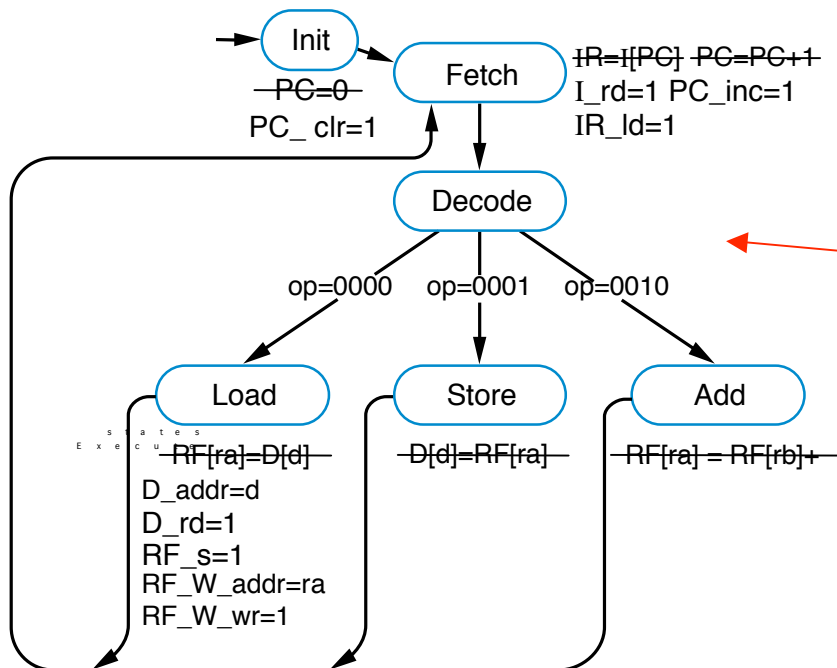 Init
Fetch
IR=I[PC] PC=PC+1
PC=0
I_rd=1 PC_inc=1
PC_ clr=1
IR_ld=1
Decode
op=0000 op=0001 op=0010
Load Store Add
states
Execute
RF[ra]=D[d] D[d]=RF[ra] RF[ra] = RF[rb]+
D_addr=d
D_rd=1
RF_s=1
RF_W_addr=ra
RF_W_wr=1